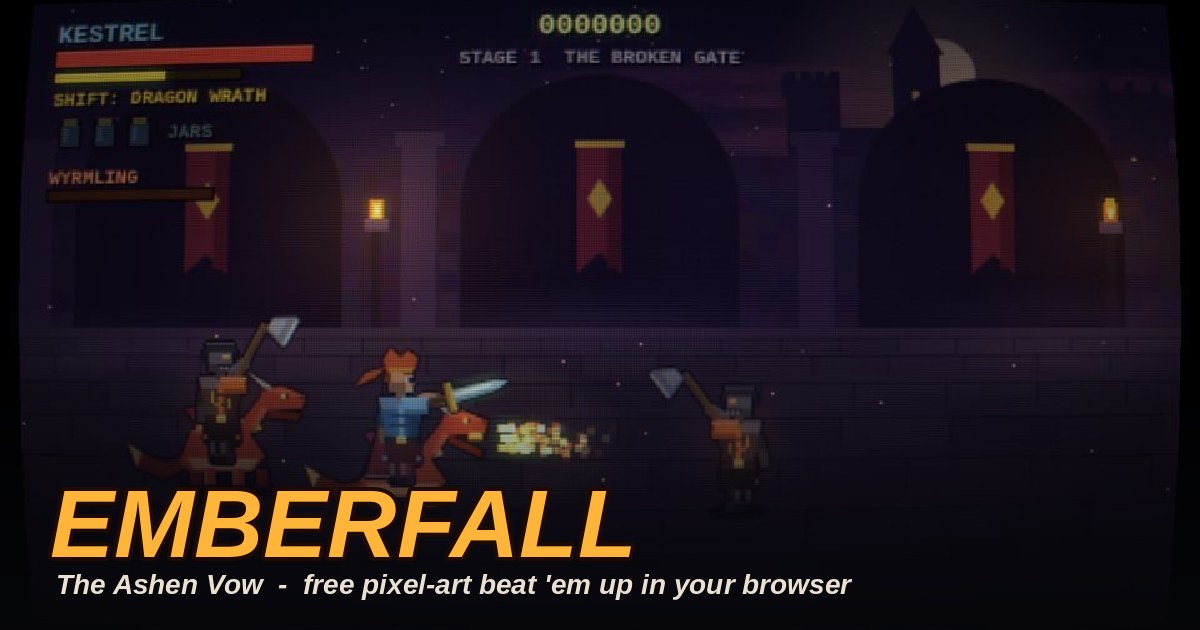 KESTREL
0000000
STAGE 1 THE BROKEN GATE
SHIFT: DRAGON WRATH
JARS
WYRMLING
EMBERFALL
The Ashen Vow - free pixel-art beat 'em up in your browser